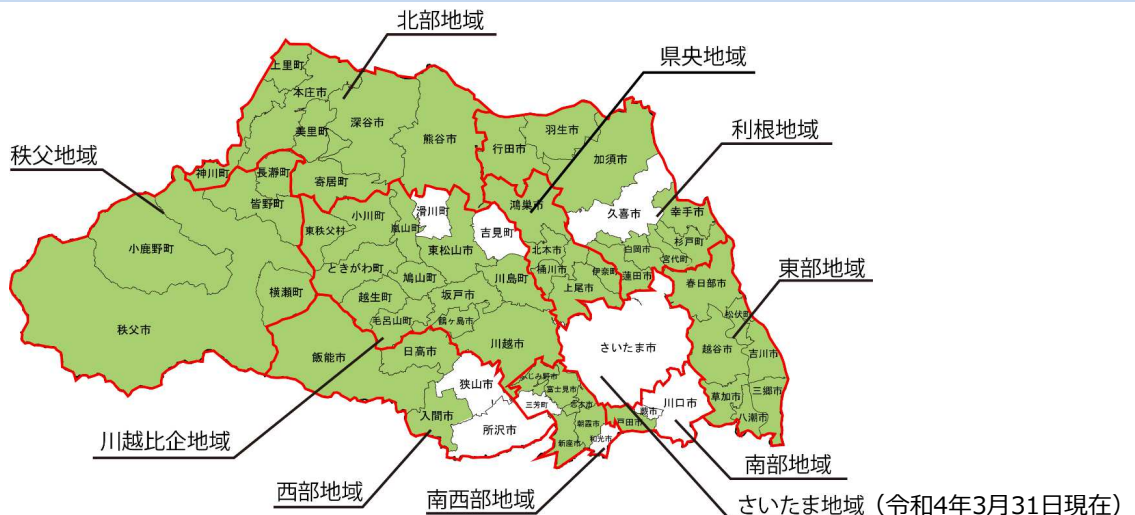 北部地域
県央地域
利根地域
秩父地域
東部地域
川越比企地域
西部地域
南西部地域
南部地域
さいたま地域（令和4年3月31日現在）
上里町
本庄市
美里町
深谷市
熊谷市
神川町
長瀞町
寄居町
皆野町
小鹿野町
秩父市
横瀬町
行田市
羽生市
加須市
久喜市
幸手市
杉戸町
宮代町
白岡市
蓮田市
鴻巣市
北本市
桶川市
伊奈町
上尾市
小川町
嵐山町
滑川町
吉見町
東秩父村
東松山市
ときがわ町
鳩山町
川島町
越生町
坂戸市
毛呂山町
鶴ヶ島市
川越市
飯能市
日高市
狭山市
入間市
所沢市
ふじみ野市
富士見市
三芳町
志木市
朝霞市
新座市
和光市
さいたま市
戸田市
蕨市
川口市
春日部市
松伏町
越谷市
吉川市
草加市
三郷市
八潮市